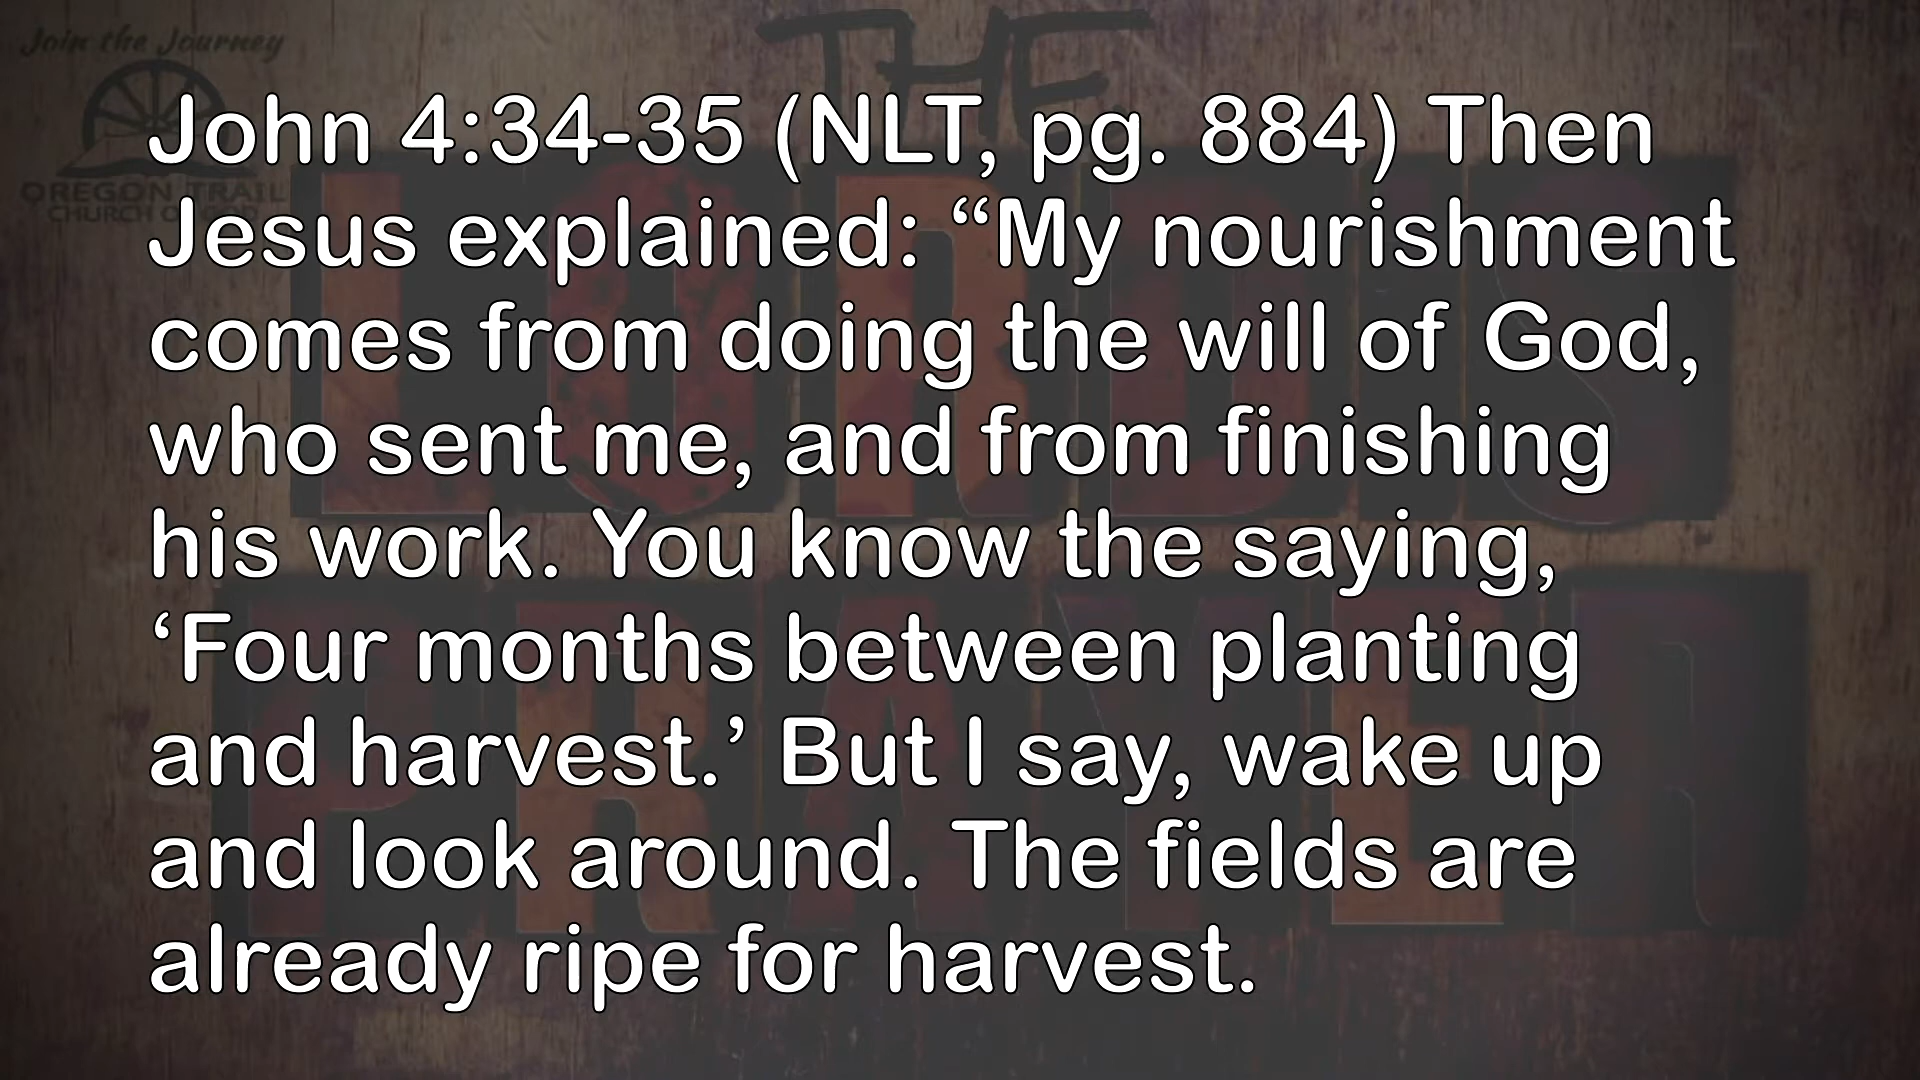 Join the Journey
THE
OREGON TRAIL
CHURCH OF GOD
LORD'S
PRAYER
John 4:34-35 (NLT, pg. 884) Then
Jesus explained: “My nourishment
comes from doing the will of God,
who sent me, and from finishing
his work. You know the saying,
‘Four months between planting
and harvest.’ But I say, wake up
and look around. The fields are
already ripe for harvest.